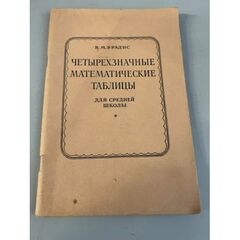 В. М. БРАДИС
ЧЕТЫРЕХЗНАЧНЫЕ
МАТЕМАТИЧЕСКИЕ
ТАБЛИЦЫ
ДЛЯ СРЕДНЕЙ
ШКОЛЫ